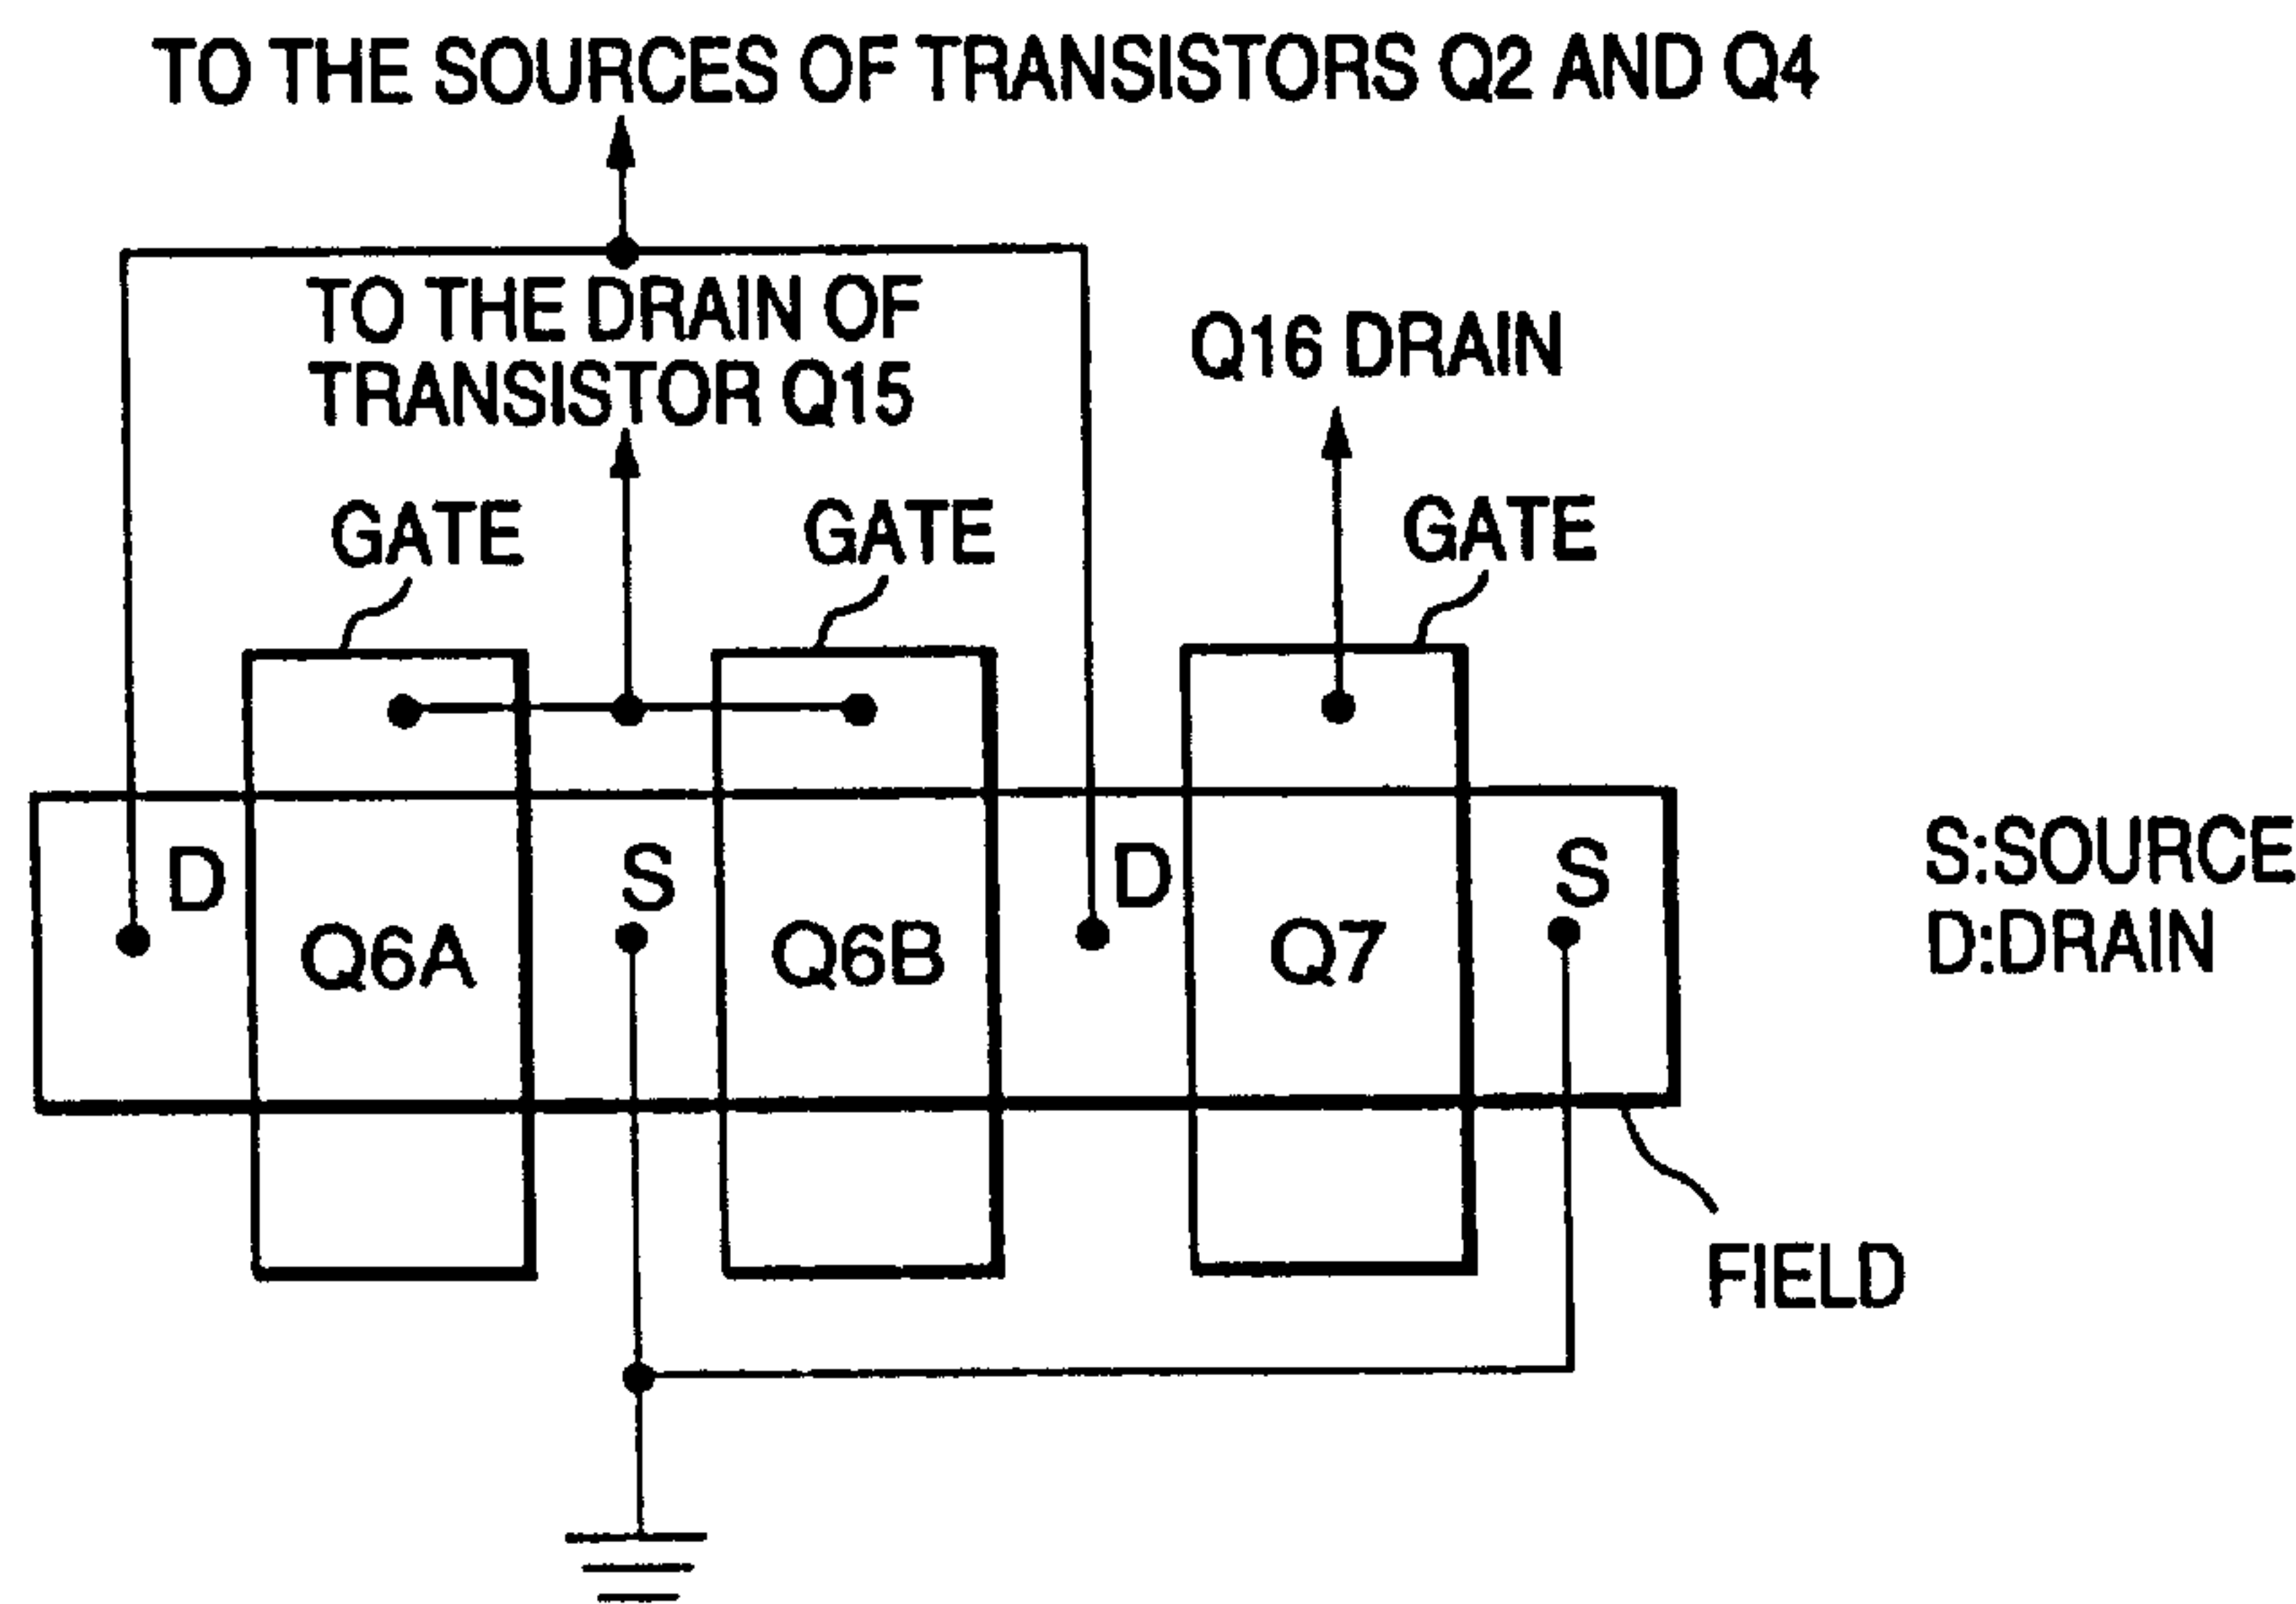 TO THE SOURCES OF TRANSISTORS Q2 AND Q4
TO THE DRAIN OF
TRANSISTOR Q15
Q16 DRAIN
GATE
GATE
GATE
D
S
D
S
Q6A
Q6B
Q7
S:SOURCE
D:DRAIN
FIELD